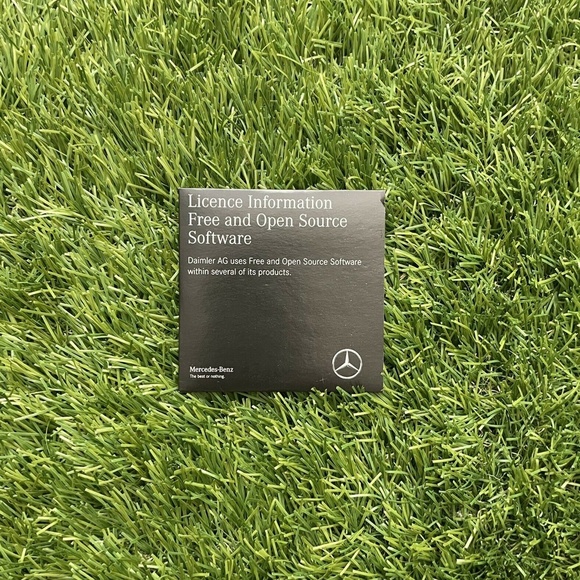 Licence Information
Free and Open Source
Software
Daimler AG uses Free and Open Source Software
within several of its products.
Mercedes-Benz
The best or nothing.